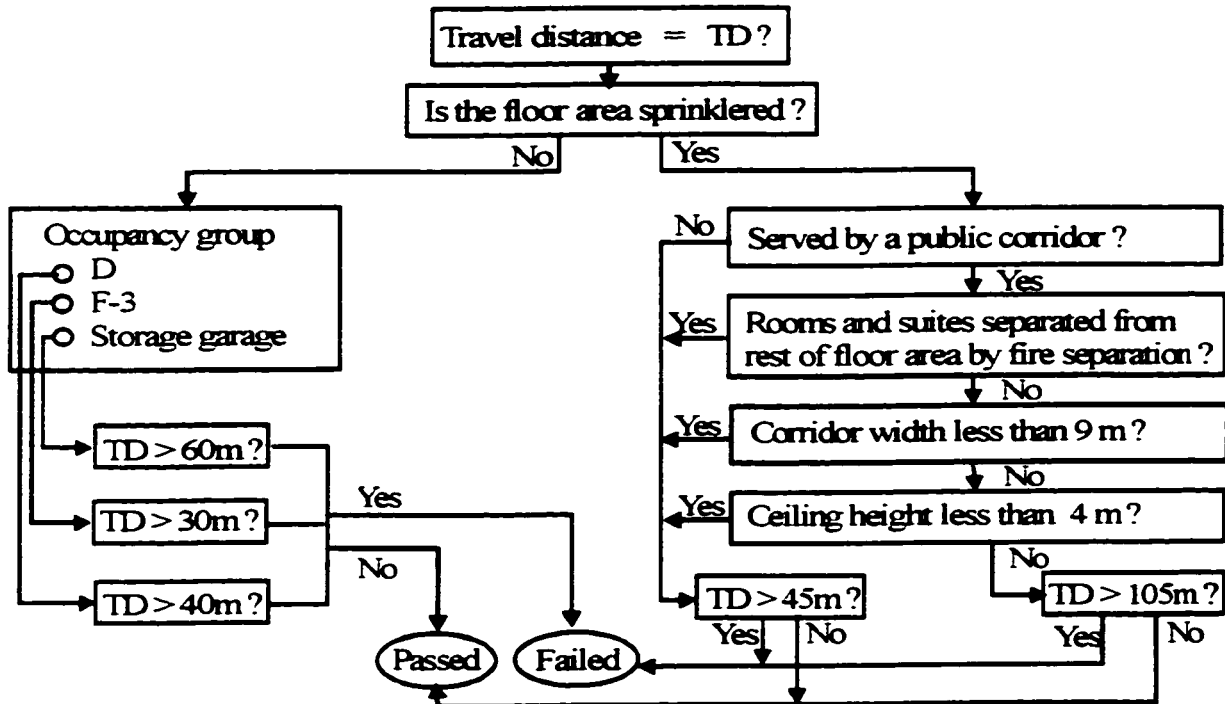 Travel distance = TD ?
Is the floor area sprinklered ?
No
Yes
Occupancy group
D
F-3
Storage garage
No
Served by a public corridor ?
Yes
Yes
Rooms and suites separated from
rest of floor area by fire separation ?
No
Yes
Corridor width less than 9 m ?
No
Yes
Ceiling height less than 4 m ?
No
TD > 60m ?
TD > 30m ?
TD > 40m ?
Yes
No
TD > 45m ?
TD > 105m ?
Yes
No
Yes
No
Passed
Failed